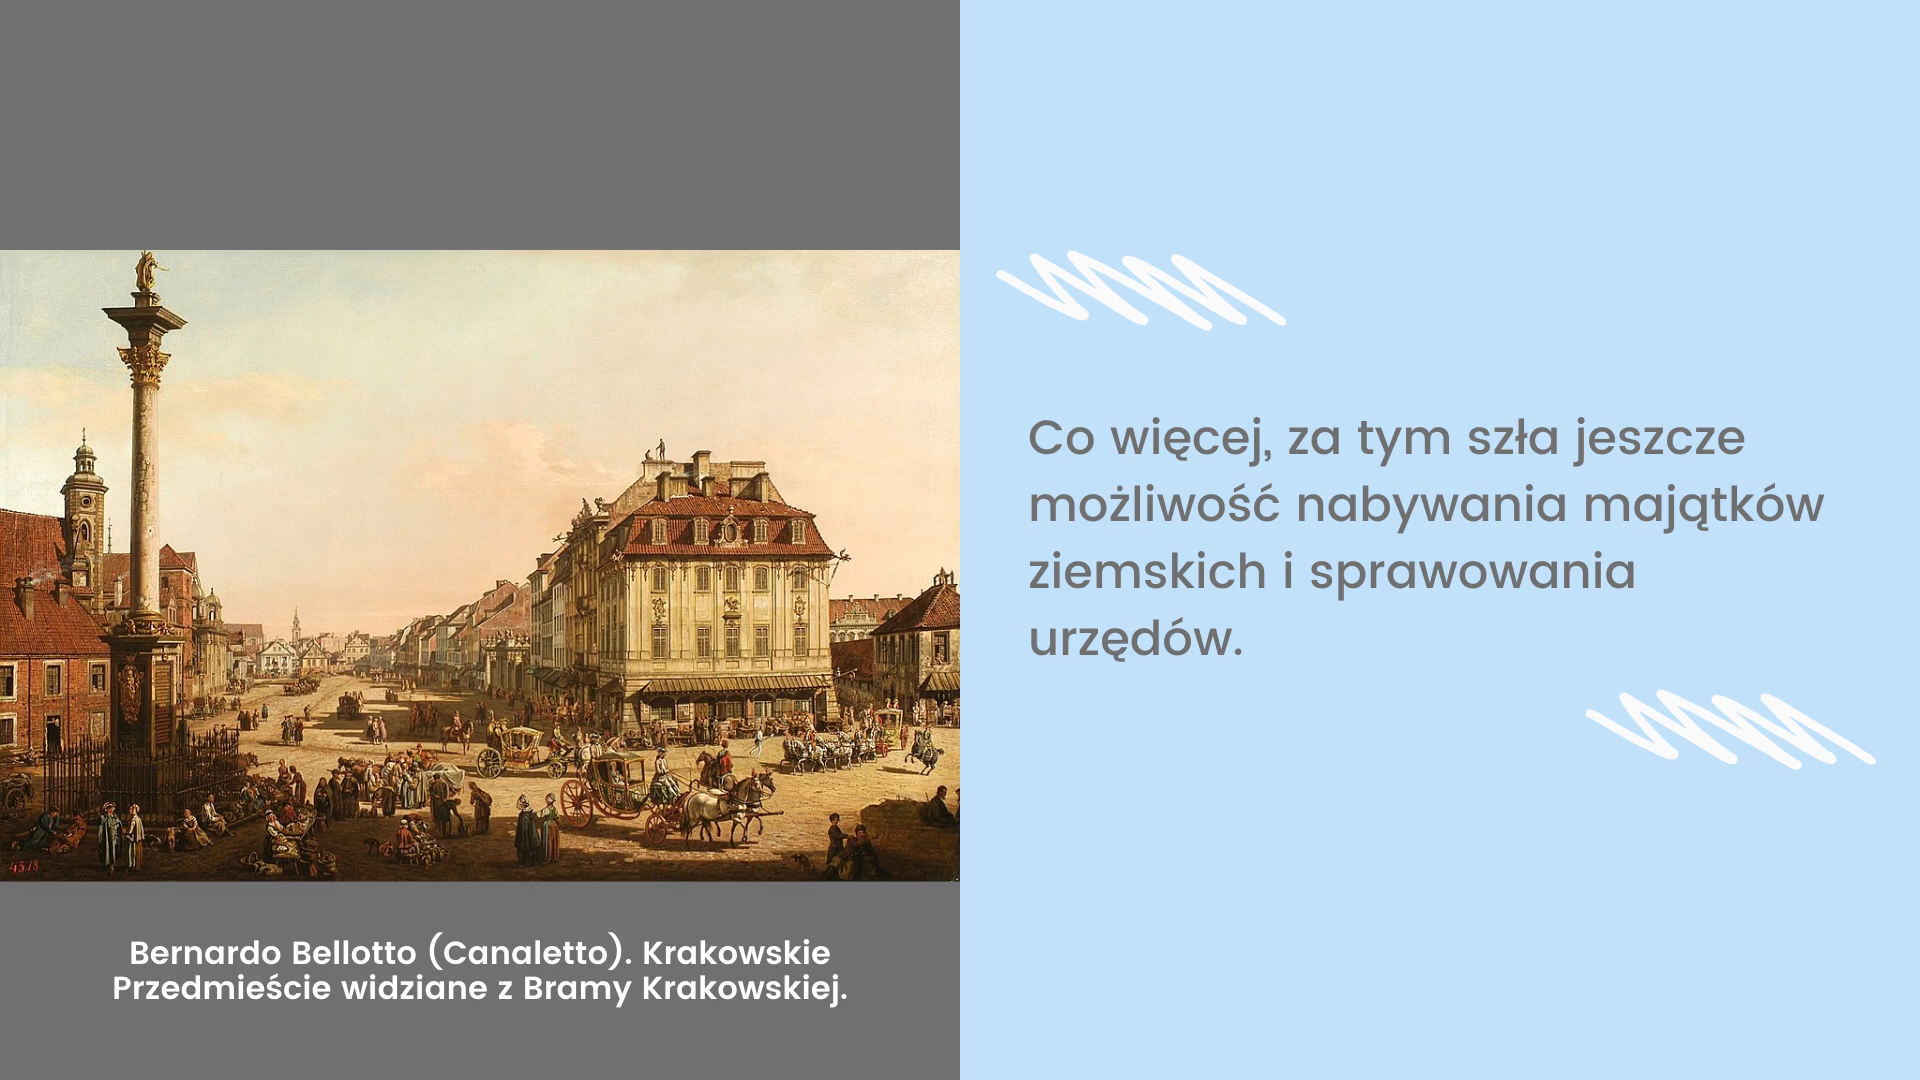 Co więcej, za tym szła jeszcze
możliwość nabywania majątków
ziemskich i sprawowania
urzędów.
4578
Bernardo Bellotto (Canaletto). Krakowskie
Przedmieście widziane z Bramy Krakowskiej.